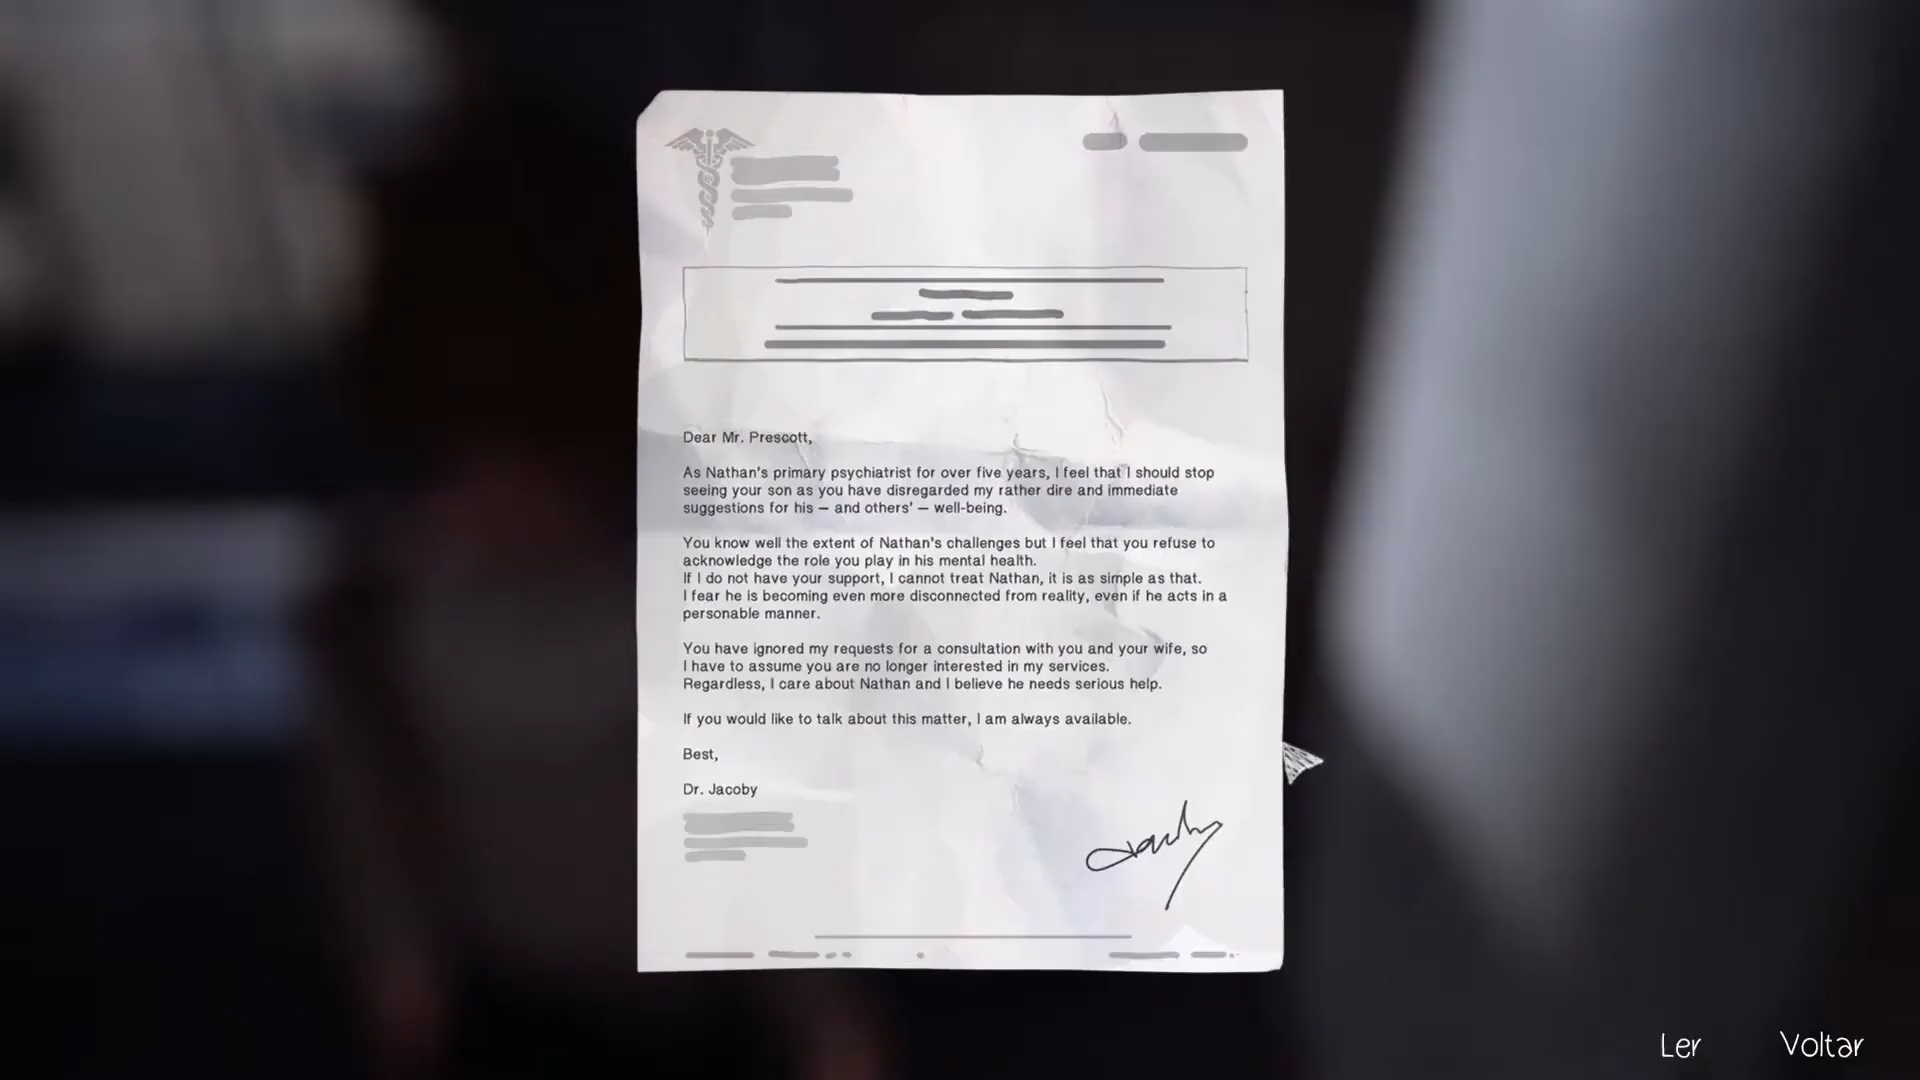 Dear Mr. Prescott,
As Nathan's primary psychiatrist for over five years, I feel that I should stop
seeing your son as you have disregarded my rather dire and immediate
suggestions for his – and others' – well-being.
You know well the extent of Nathan's challenges but I feel that you refuse to
acknowledge the role you play in his mental health.
If I do not have your support, I cannot treat Nathan, it is as simple as that.
I fear he is becoming even more disconnected from reality, even if he acts in a
personable manner.
You have ignored my requests for a consultation with you and your wife, so
I have to assume you are no longer interested in my services.
Regardless, I care about Nathan and I believe he needs serious help.
If you would like to talk about this matter, I am always available.
Best,
Dr. Jacoby
Ler Voltar